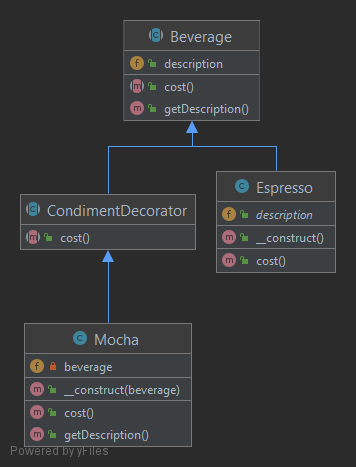 Beverage
description
cost()
getDescription()
CondimentDecorator
cost()
Espresso
description
__construct()
cost()
Mocha
beverage
__construct(beverage)
cost()
getDescription()
Powered by yFiles